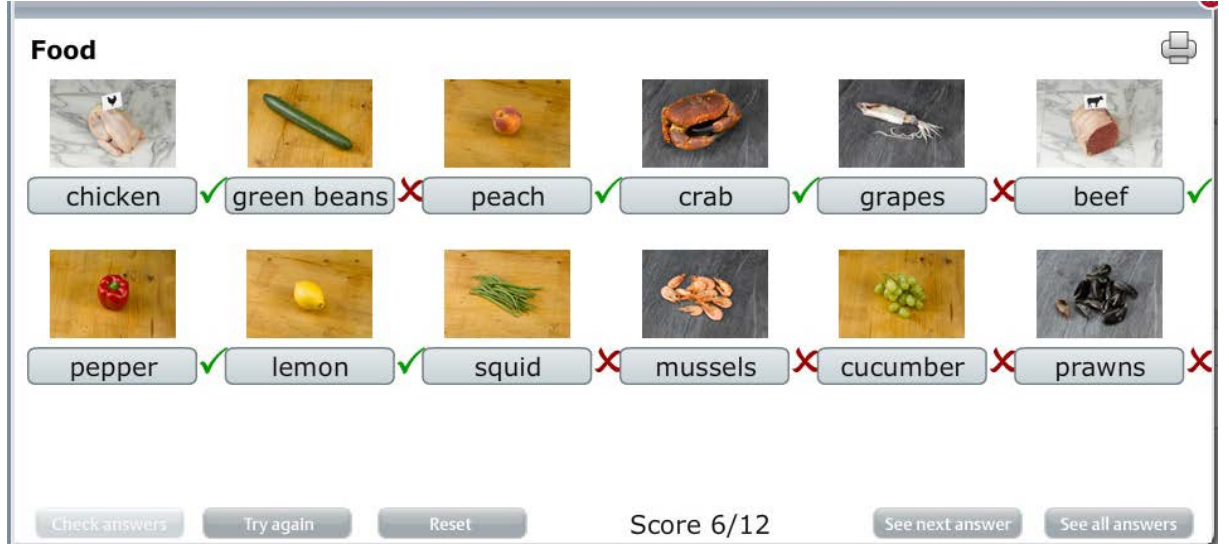 Food
chicken green beans peach crab grapes beef
pepper lemon squid mussels cucumber prawns
Check answers Try again Reset Score 6/12 See next answer See all answers